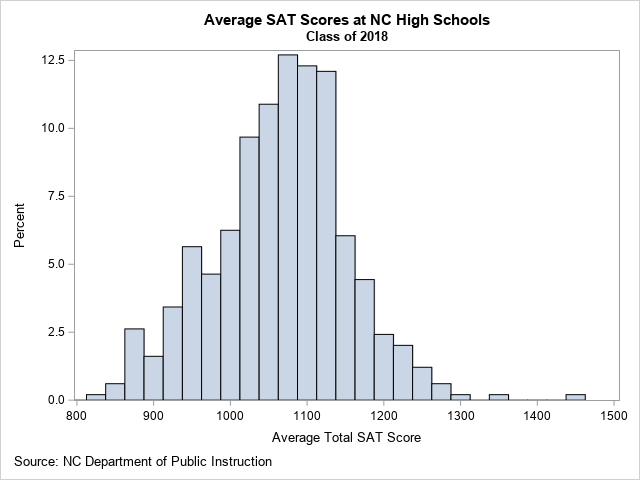 Average SAT Scores at NC High Schools
Class of 2018
12.5
10.0
7.5
5.0
2.5
0.0
Percent
800 900 1000 1100 1200 1300 1400 1500
Average Total SAT Score
Source: NC Department of Public Instruction